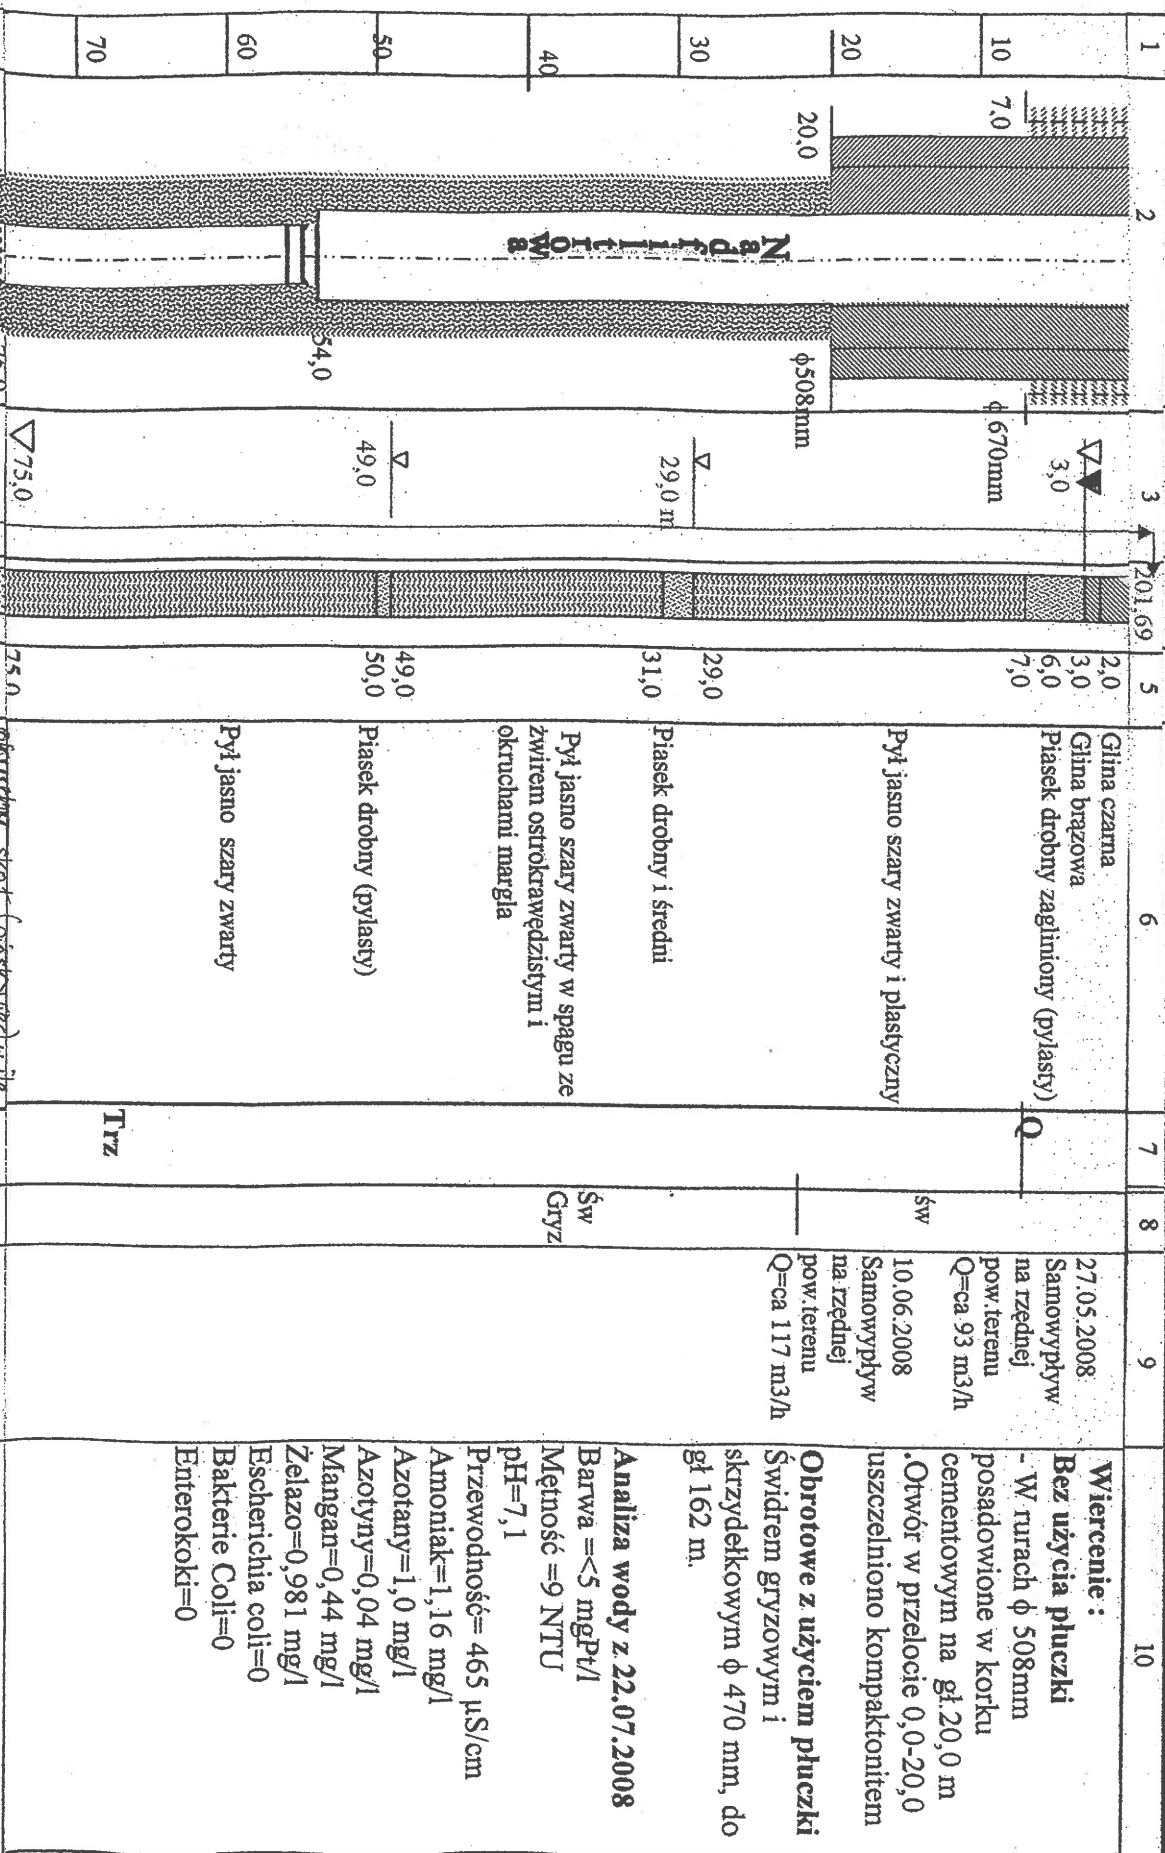 1
2
3
201,69
5
6
7
8
9
10
10
20
30
40
50
60
70
7,0
20,0
Nadfiltrowa
54,0
ϕ 670mm
ϕ508mm
3,0
29,0 m
49,0
75,0
2,0
3,0
6,0
7,0
29,0
31,0
49,0
50,0
75,0
Glina czarna
Glina brązowa
Piasek drobny zagliniony (pylasty)
Pył jasno szary zwarty i plastyczny
Piasek drobny i średni
Pył jasno szary zwarty w spągu ze
żwirem ostrokrawędzistym i
okruchami margla
Piasek drobny (pylasty)
Pył jasno szary zwarty
Q
Trz
św
Św
Gryz
27.05.2008
Samowypływ
na rzędnej
pow.terenu
Q=ca 93 m3/h
10.06.2008
Samowypływ
na rzędnej
pow.terenu
Q=ca 117 m3/h
Wiercenie :
Bez użycia płuczki
- W rurach ϕ 508mm
posadowione w korku
cementowym na gł.20,0 m
.Otwór w przelocie 0,0-20,0
uszczelniono kompaktonitem
Obrotowe z użyciem płuczki
Świdrem gryzowym i
skrzydełkowym ϕ 470 mm, do
gł 162 m.
Analiza wody z 22.07.2008
Barwa =<5 mgPt/l
Mętność =9 NTU
pH=7,1
Przewodność= 465 µS/cm
Amoniak=1,16 mg/l
Azotany=1,0 mg/l
Azotyny=0,04 mg/l
Mangan=0,44 mg/l
Żelazo=0,981 mg/l
Escherichia coli=0
Bakterie Coli=0
Enterokoki=0